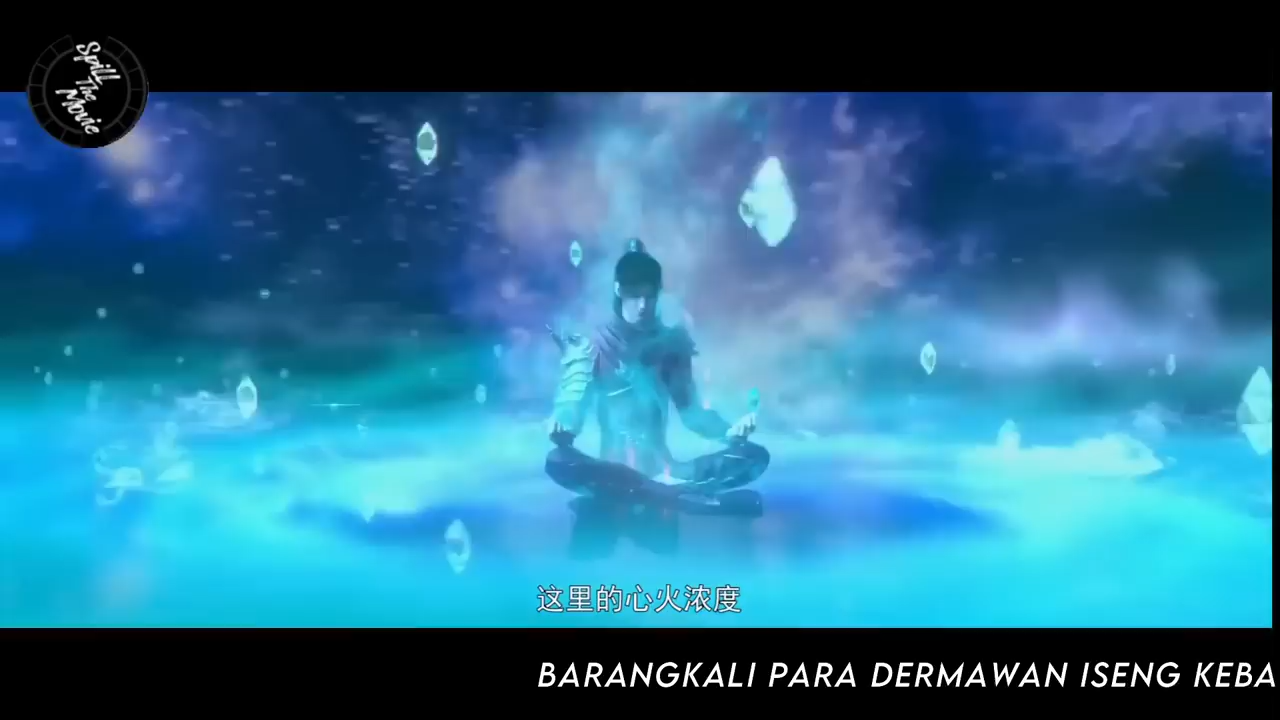 Spill
The
Movie
这里的心火浓度
BARANGKALI PARA DERMAWAN ISENG KEBA